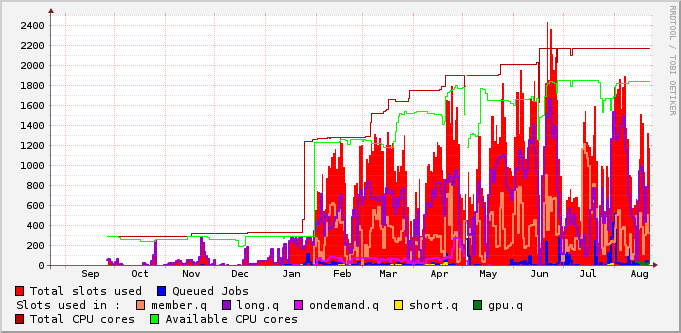 RRDTOOL / TOBI OETIKER
2400
2200
2000
1800
1600
1400
1200
1000
800
600
400
200
0
Sep Oct Nov Dec Jan Feb Mar Apr May Jun Jul Aug
Total slots used Queued Jobs
Slots used in : member.q long.q ondemand.q short.q gpu.q
Total CPU cores Available CPU cores